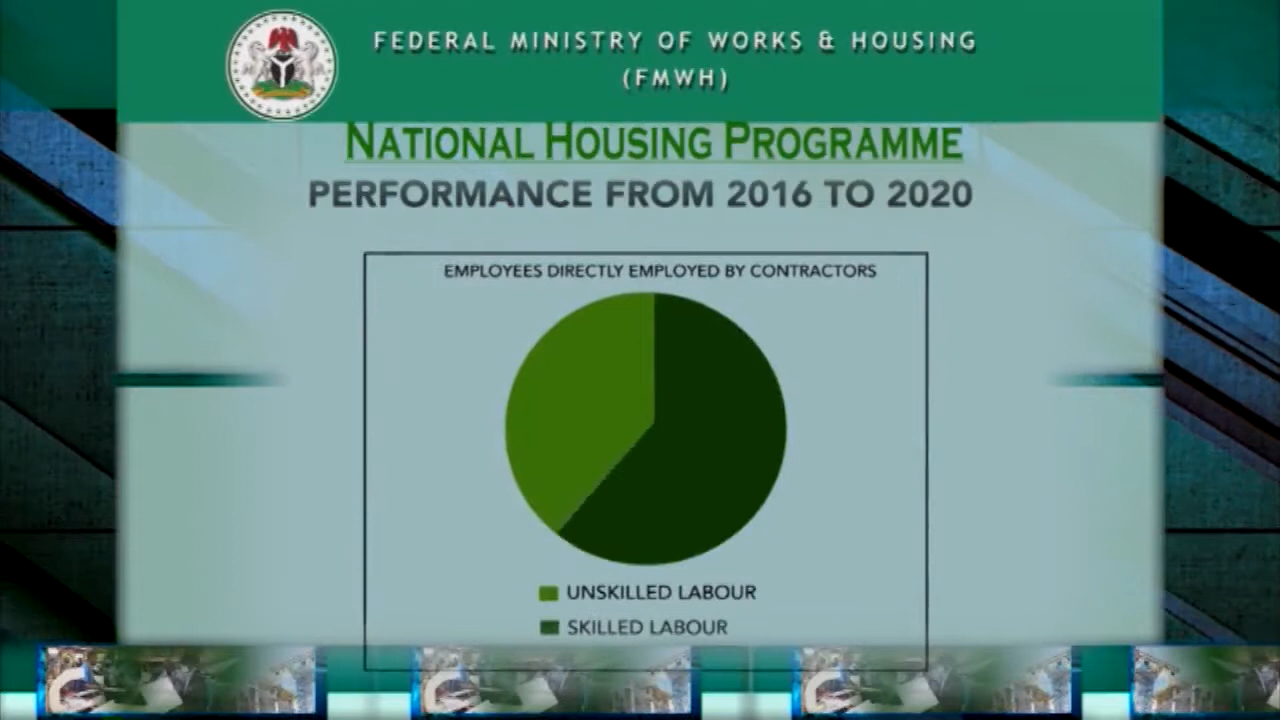 FEDERAL MINISTRY OF WORKS & HOUSING
(FMWH)
NATIONAL HOUSING PROGRAMME
PERFORMANCE FROM 2016 TO 2020
EMPLOYEES DIRECTLY EMPLOYED BY CONTRACTORS
UNSKILLED LABOUR
SKILLED LABOUR